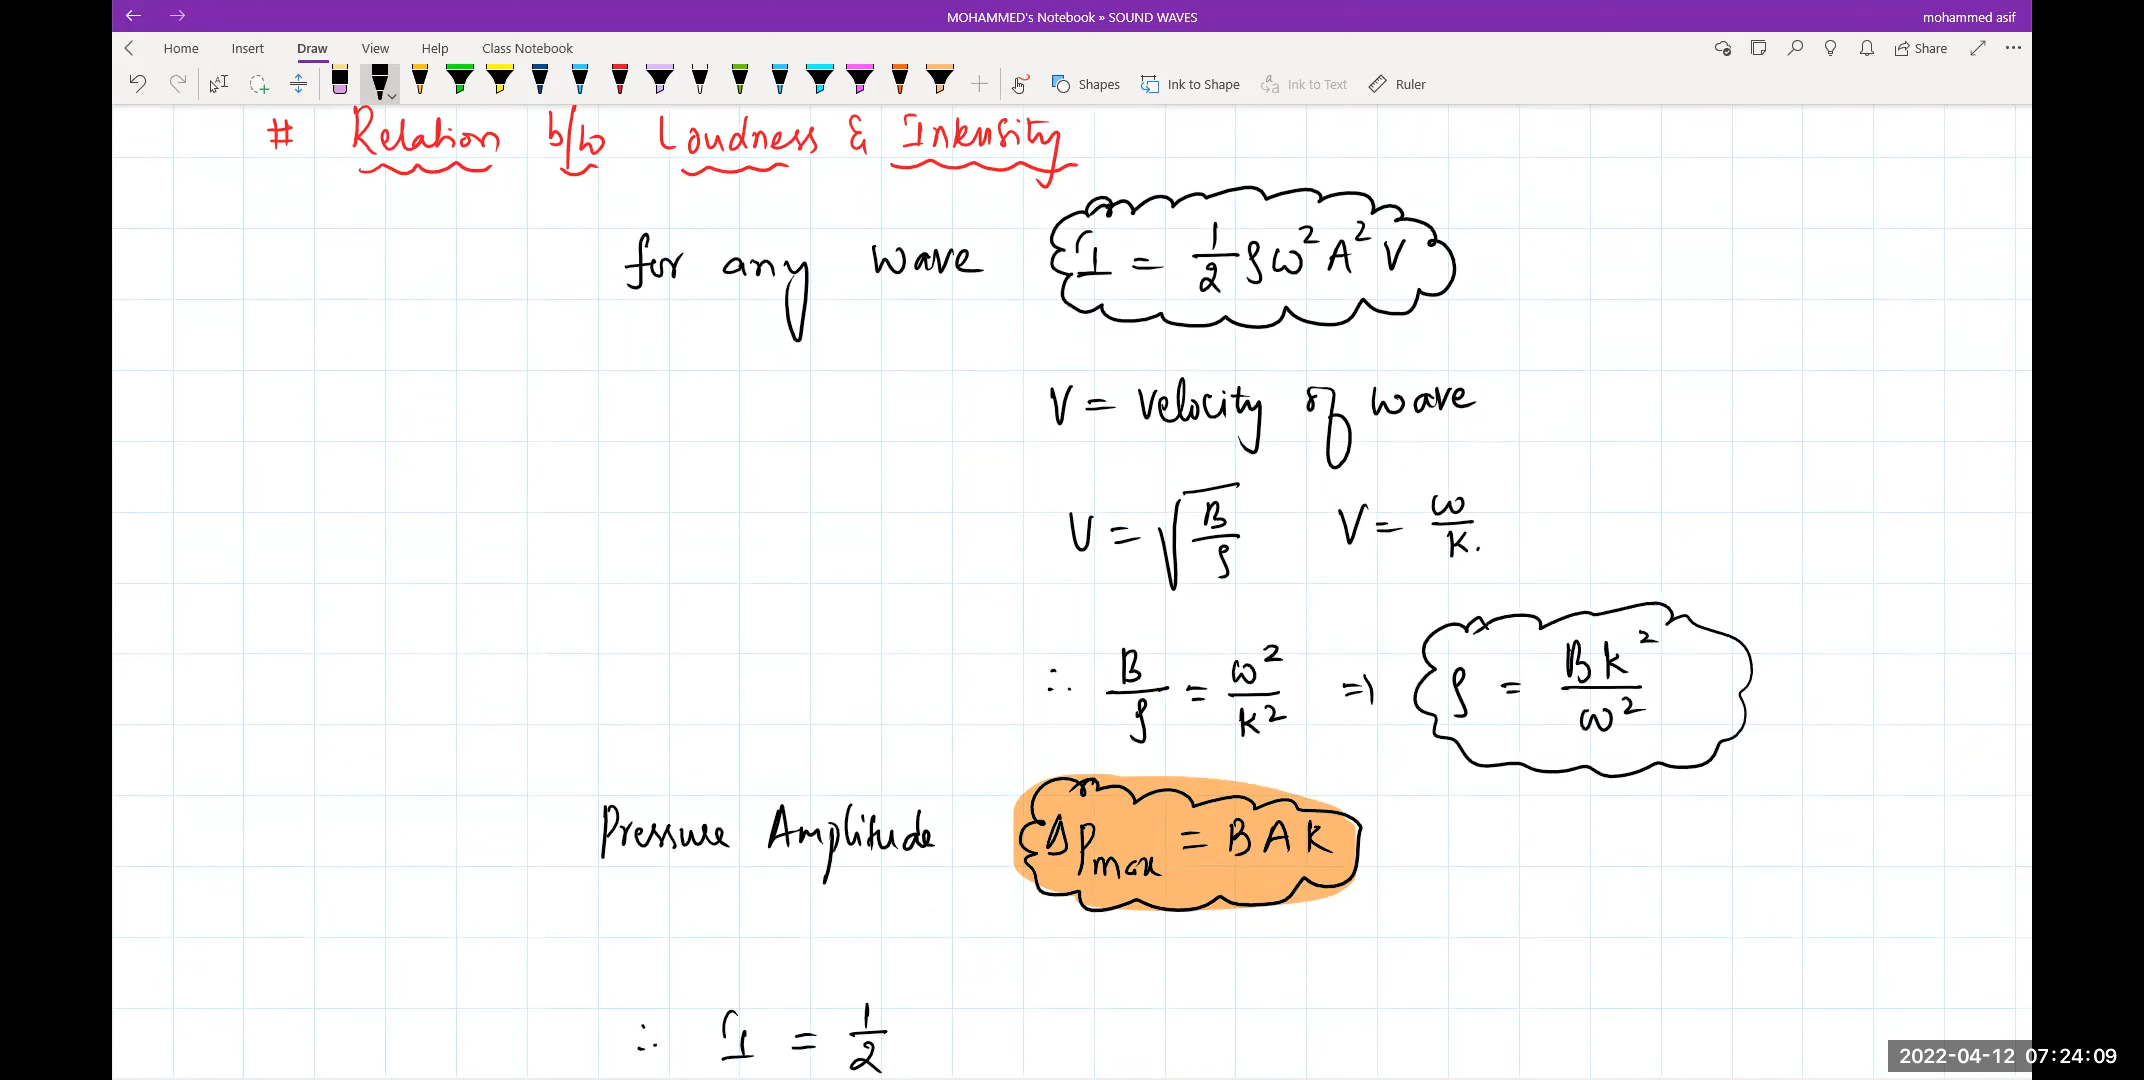 MOHAMMED's Notebook » SOUND WAVES
mohammed asif
Home Insert Draw View Help Class Notebook
Share
Shapes Ink to Shape Ink to Text Ruler
# Relation b/w Loudness & Intensity
for any wave I = 1/2 ρω²A²V
V = velocity of wave
V = √(B/ρ) V = ω/K.
∴ B/ρ = ω²/K² ⇒ ρ = BK²/ω²
Pressure Amplitude ΔPmax = BAK
∴ I = 1/2
2022-04-12 07:24:09